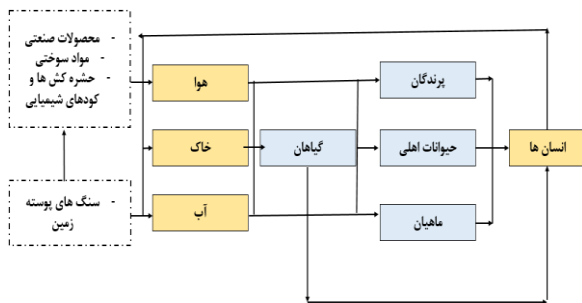 - محصولات صنعتی
- مواد سوختی
- حشره کش ها و
کودهای شیمیایی
هوا
پرندگان
خاک
گیاهان
حیوانات اهلی
انسان ها
- سنگ های پوسته
زمین
آب
ماهیان